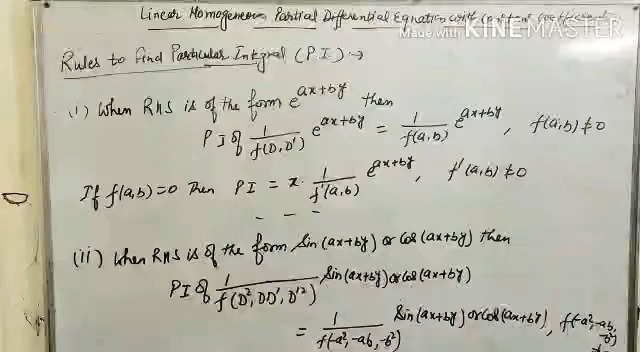 Linear Homogeneous Partial Differential Equation with Constant
Made with KINEMASTER
Rules to find Particular Integral (P.I) :→
(i) When RHS is of the form e^{ax+by} then
P I of 1/f(D, D') e^{ax+by} = 1/f(a,b) e^{ax+by}, f(a,b) ≠ 0
If f(a,b) = 0 Then PI = x. 1/f'(a,b) e^{ax+by}, f'(a,b) ≠ 0
- - -
(ii) When RHS is of the form Sin(ax+by) or Cos(ax+by) then
PI of 1/f(D², DD', D'²) Sin(ax+by) or Cos(ax+by)
= 1/f(-a², -ab, -b²) Sin(ax+by) or Cos(ax+by), f(-a², -ab, -b²)